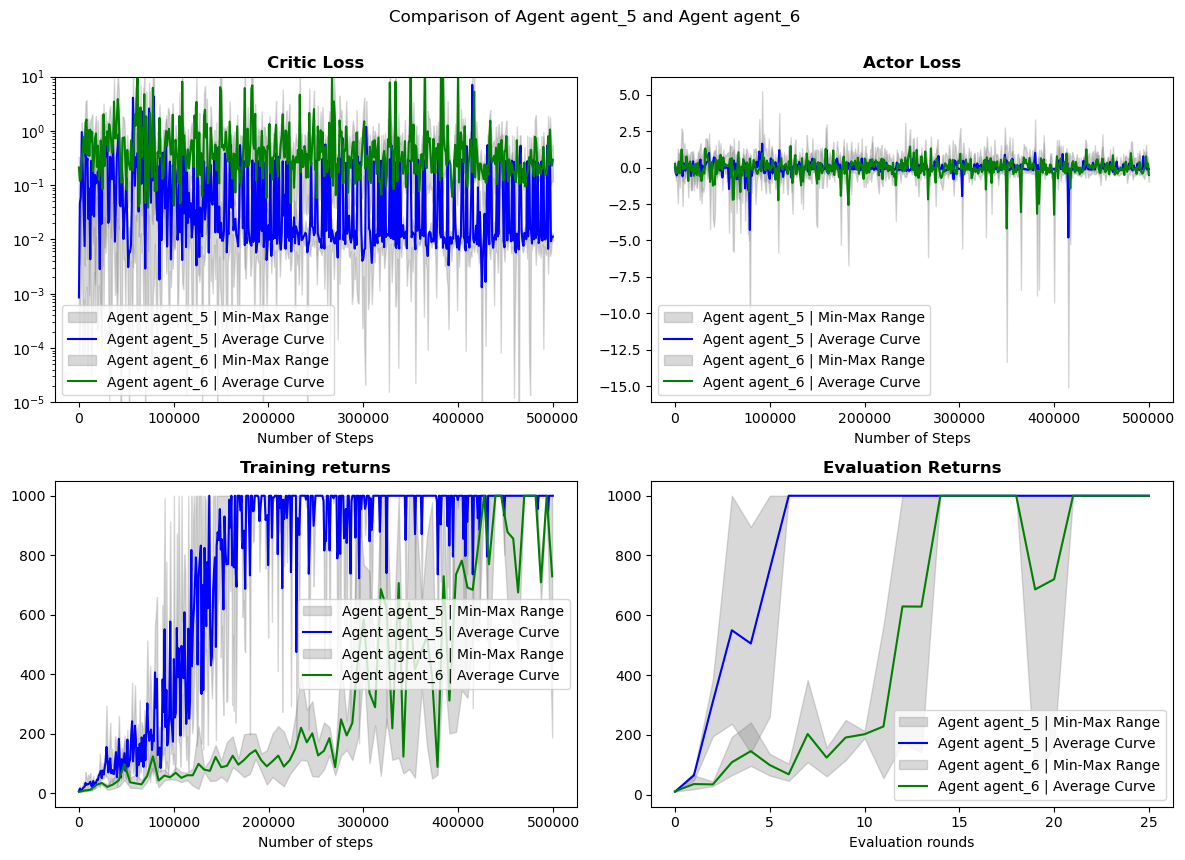 Comparison of Agent agent_5 and Agent agent_6
Critic Loss
10^1
10^0
10^-1
10^-2
10^-3
10^-4
10^-5
Agent agent_5 | Min-Max Range
Agent agent_5 | Average Curve
Agent agent_6 | Min-Max Range
Agent agent_6 | Average Curve
0 100000 200000 300000 400000 500000
Number of Steps
Actor Loss
5.0
2.5
0.0
−2.5
−5.0
−7.5
−10.0
−12.5
−15.0
Agent agent_5 | Min-Max Range
Agent agent_5 | Average Curve
Agent agent_6 | Min-Max Range
Agent agent_6 | Average Curve
0 100000 200000 300000 400000 500000
Number of Steps
Training returns
1000
800
600
400
200
0
Agent agent_5 | Min-Max Range
Agent agent_5 | Average Curve
Agent agent_6 | Min-Max Range
Agent agent_6 | Average Curve
0 100000 200000 300000 400000 500000
Number of steps
Evaluation Returns
1000
800
600
400
200
0
Agent agent_5 | Min-Max Range
Agent agent_5 | Average Curve
Agent agent_6 | Min-Max Range
Agent agent_6 | Average Curve
0 5 10 15 20 25
Evaluation rounds